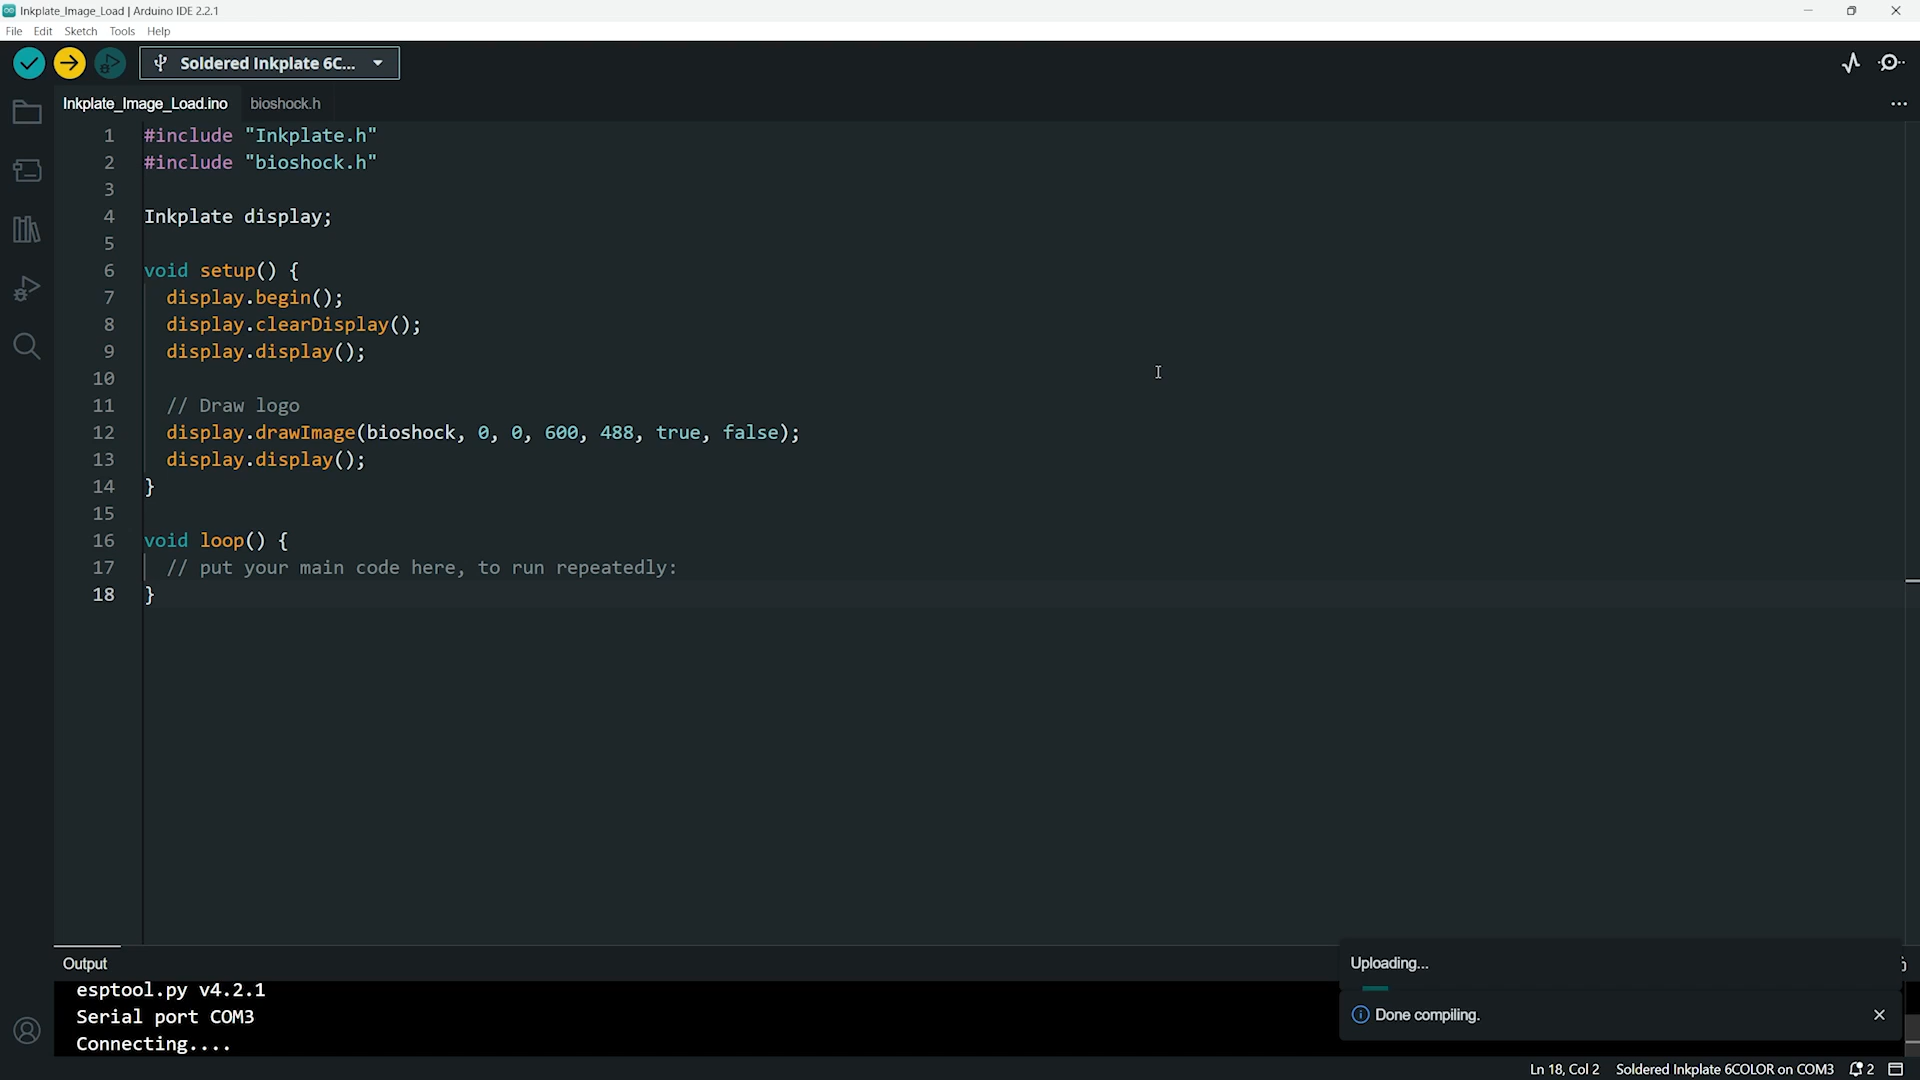 Inkplate_Image_Load | Arduino IDE 2.2.1
File Edit Sketch Tools Help
Soldered Inkplate 6C...
Inkplate_Image_Load.ino bioshock.h
1 #include "Inkplate.h"
2 #include "bioshock.h"
3
4 Inkplate display;
5
6 void setup() {
7 display.begin();
8 display.clearDisplay();
9 display.display();
10
11 // Draw logo
12 display.drawImage(bioshock, 0, 0, 600, 488, true, false);
13 display.display();
14 }
15
16 void loop() {
17 // put your main code here, to run repeatedly:
18 }
Output
esptool.py v4.2.1
Serial port COM3
Connecting....
Uploading...
Done compiling.
Ln 18, Col 2 Soldered Inkplate 6COLOR on COM3 2